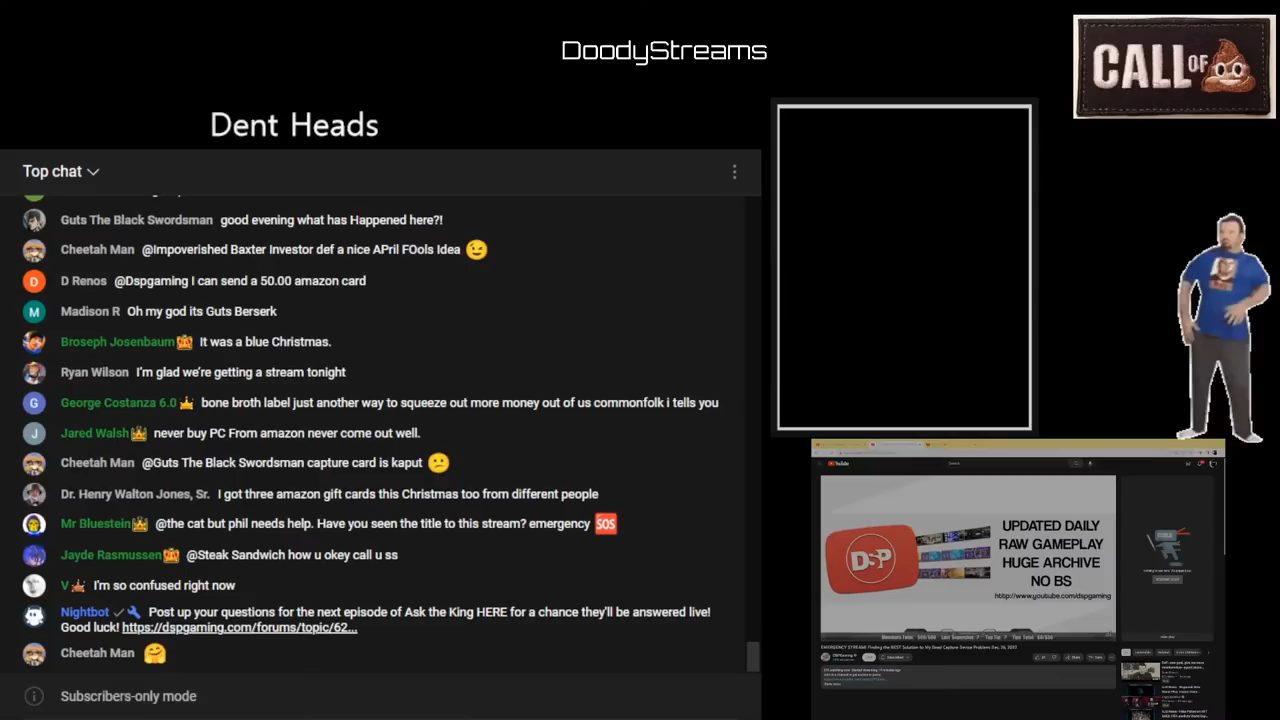 DoodyStreams
CALL OF
Dent Heads
Top chat
Guts The Black Swordsman good evening what has Happened here?!
Cheetah Man @Impoverished Baxter Investor def a nice APril FOols Idea
D Renos @Dspgaming I can send a 50.00 amazon card
Madison R Oh my god its Guts Berserk
Broseph Josenbaum It was a blue Christmas.
Ryan Wilson I'm glad we're getting a stream tonight
George Costanza 6.0 bone broth label just another way to squeeze out more money out of us commonfolk i tells you
Jared Walsh never buy PC From amazon never come out well.
Cheetah Man @Guts The Black Swordsman capture card is kaput
Dr. Henry Walton Jones, Sr. I got three amazon gift cards this Christmas too from different people
Mr Bluestein @the cat but phil needs help. Have you seen the title to this stream? emergency SOS
Jayde Rasmussen @Steak Sandwich how u okey call u ss
V I'm so confused right now
Nightbot Post up your questions for the next episode of Ask the King HERE for a chance they'll be answered live!
Good luck! https://dspgaming.com/forums/topic/62...
Cheetah Man
Subscribers-only mode
YouTube
Search
DSP
UPDATED DAILY
RAW GAMEPLAY
HUGE ARCHIVE
NO BS
http://www.youtube.com/dspgaming